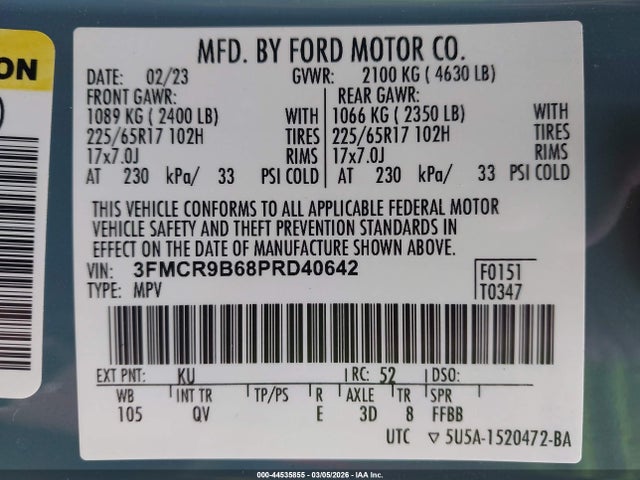 ON
)
MFD. BY FORD MOTOR CO.
DATE: 02/23 GVWR: 2100 KG ( 4630 LB)
FRONT GAWR: REAR GAWR:
1089 KG ( 2400 LB) WITH 1066 KG ( 2350 LB) WITH
225/65R17 102H TIRES 225/65R17 102H TIRES
17x7.0J RIMS 17x7.0J RIMS
AT 230 kPa/ 33 PSI COLD AT 230 kPa/ 33 PSI COLD
THIS VEHICLE CONFORMS TO ALL APPLICABLE FEDERAL MOTOR
VEHICLE SAFETY AND THEFT PREVENTION STANDARDS IN
EFFECT ON THE DATE OF MANUFACTURE SHOWN ABOVE.
VIN: 3FMCR9B68PRD40642 F0151
TYPE: MPV T0347
EXT PNT: KU RC: 52 DSO:
WB INT TR TP/PS R AXLE TR SPR
105 QV E 3D 8 FFBB
UTC ▽ 5U5A-1520472-BA
000-44535855 - 03/05/2026 - IAA Inc.